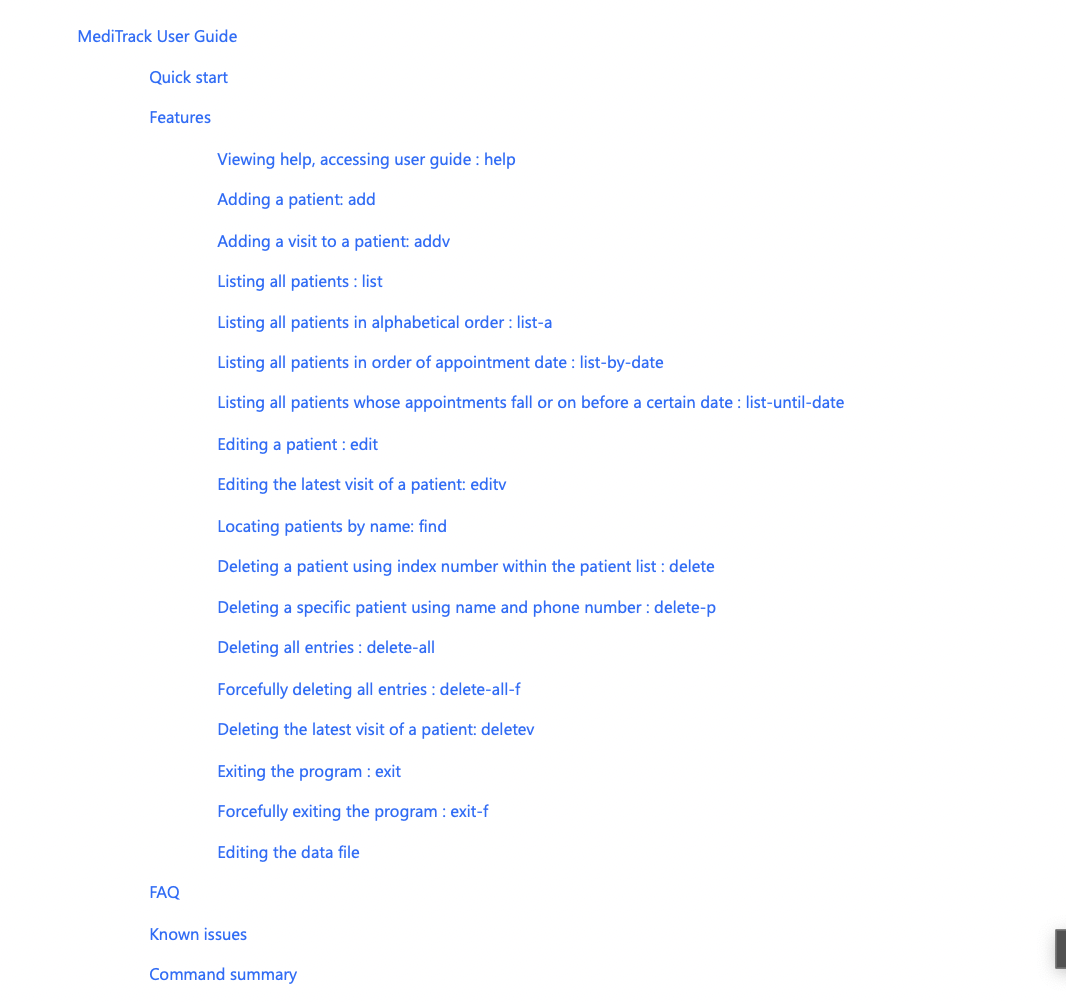 MediTrack User Guide
Quick start
Features
Viewing help, accessing user guide : help
Adding a patient: add
Adding a visit to a patient: addv
Listing all patients : list
Listing all patients in alphabetical order : list-a
Listing all patients in order of appointment date : list-by-date
Listing all patients whose appointments fall or on before a certain date : list-until-date
Editing a patient : edit
Editing the latest visit of a patient: editv
Locating patients by name: find
Deleting a patient using index number within the patient list : delete
Deleting a specific patient using name and phone number : delete-p
Deleting all entries : delete-all
Forcefully deleting all entries : delete-all-f
Deleting the latest visit of a patient: deletev
Exiting the program : exit
Forcefully exiting the program : exit-f
Editing the data file
FAQ
Known issues
Command summary